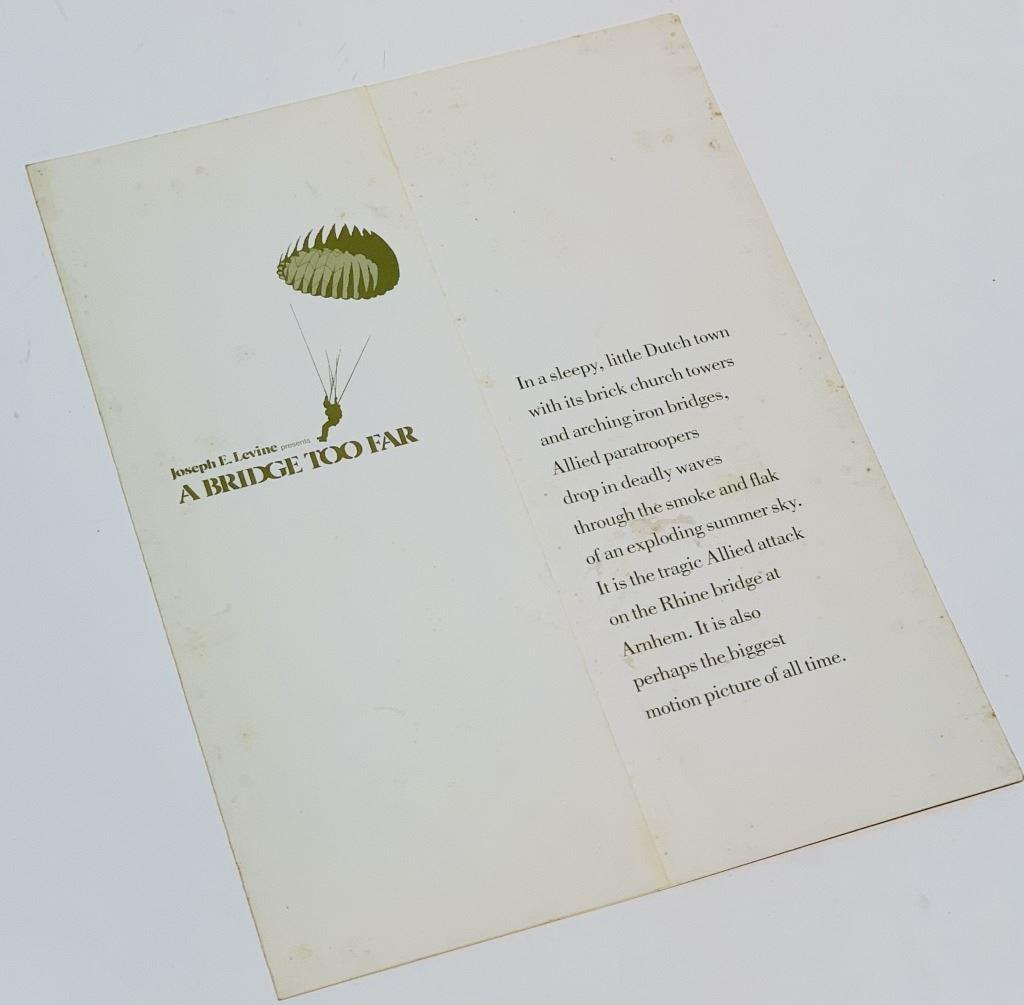 Joseph E. Levine presents
A BRIDGE TOO FAR
In a sleepy, little Dutch town
with its brick church towers
and arching iron bridges,
Allied paratroopers
drop in deadly waves
through the smoke and flak
of an exploding summer sky.
It is the tragic Allied attack
on the Rhine bridge at
Arnhem. It is also
perhaps the biggest
motion picture of all time.